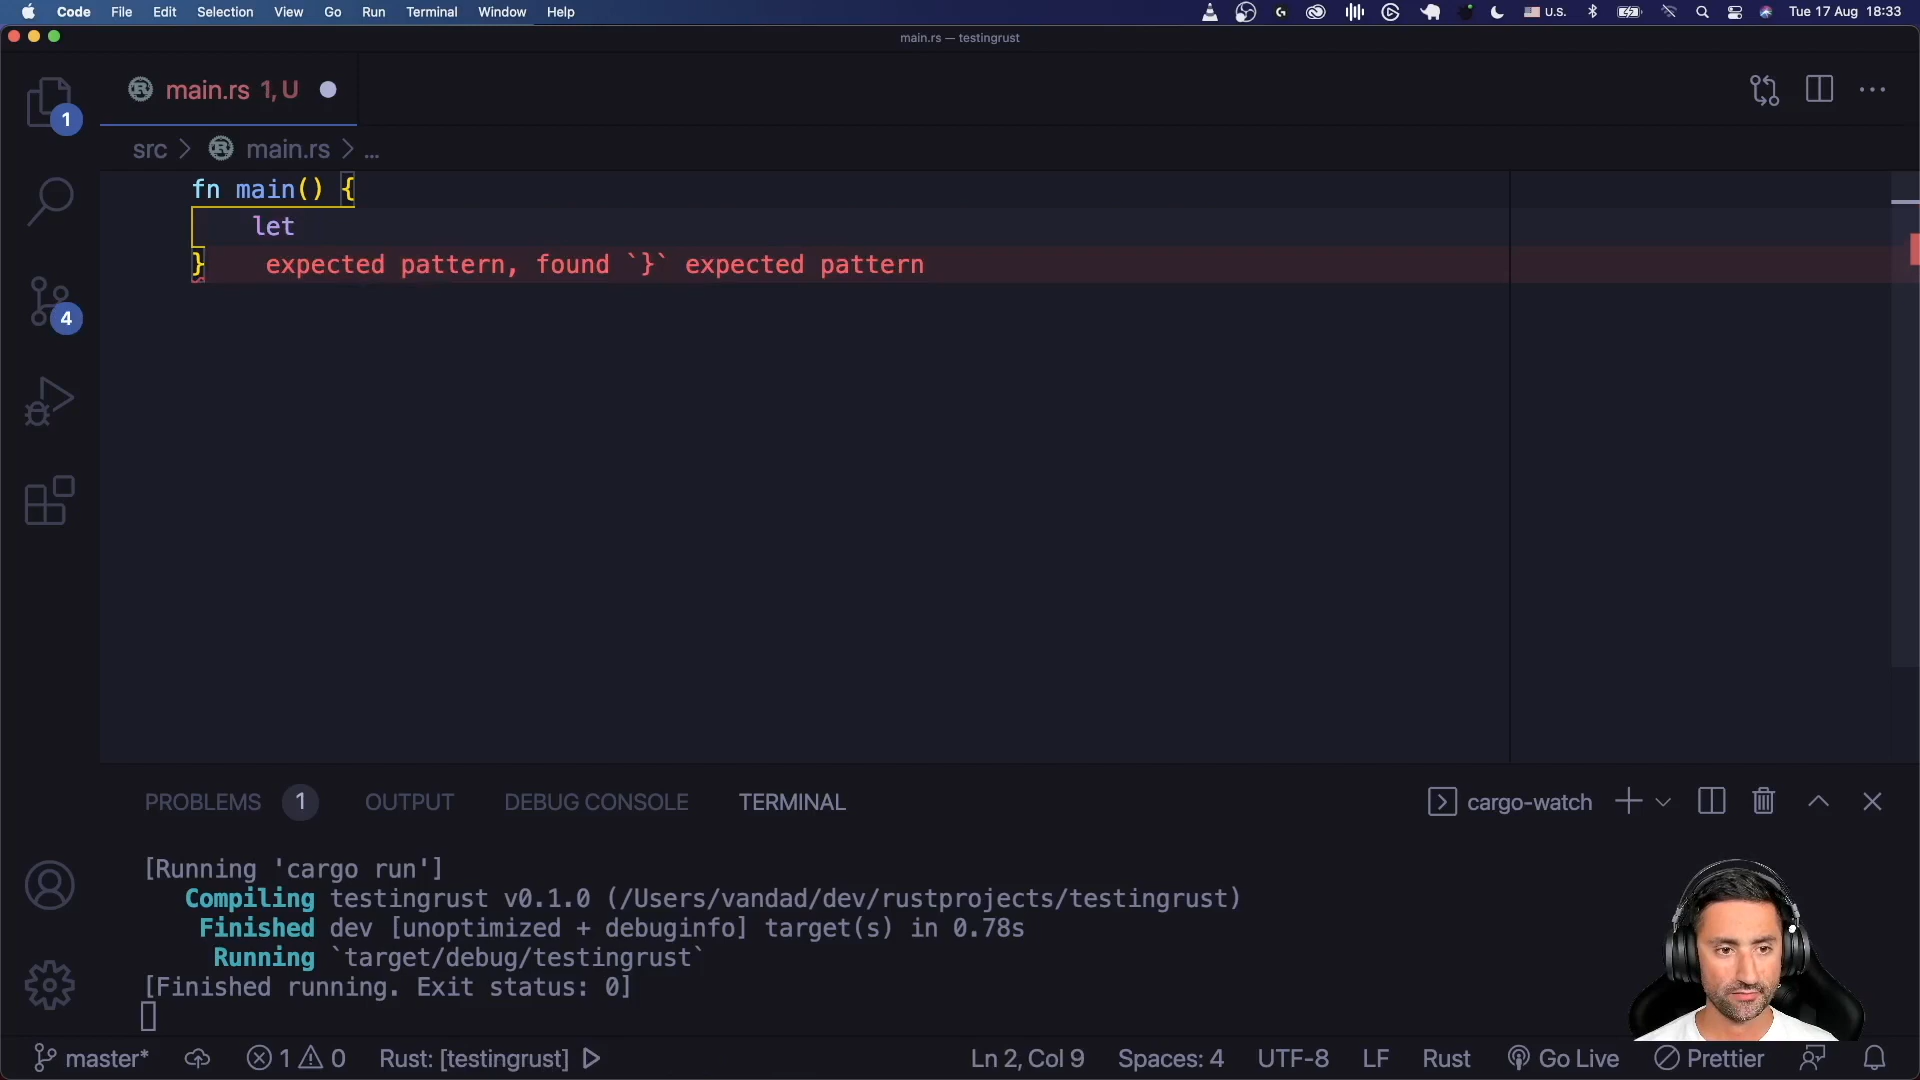 Code File Edit Selection View Go Run Terminal Window Help U.S. Tue 17 Aug 18:33
main.rs — testingrust
main.rs 1, U
1
src > main.rs > ...
fn main() {
let
} expected pattern, found `}` expected pattern
4
PROBLEMS 1 OUTPUT DEBUG CONSOLE TERMINAL cargo-watch
[Running 'cargo run']
Compiling testingrust v0.1.0 (/Users/vandad/dev/rustprojects/testingrust)
Finished dev [unoptimized + debuginfo] target(s) in 0.78s
Running `target/debug/testingrust`
[Finished running. Exit status: 0]
master* 1 0 Rust: [testingrust] Ln 2, Col 9 Spaces: 4 UTF-8 LF Rust Go Live Prettier